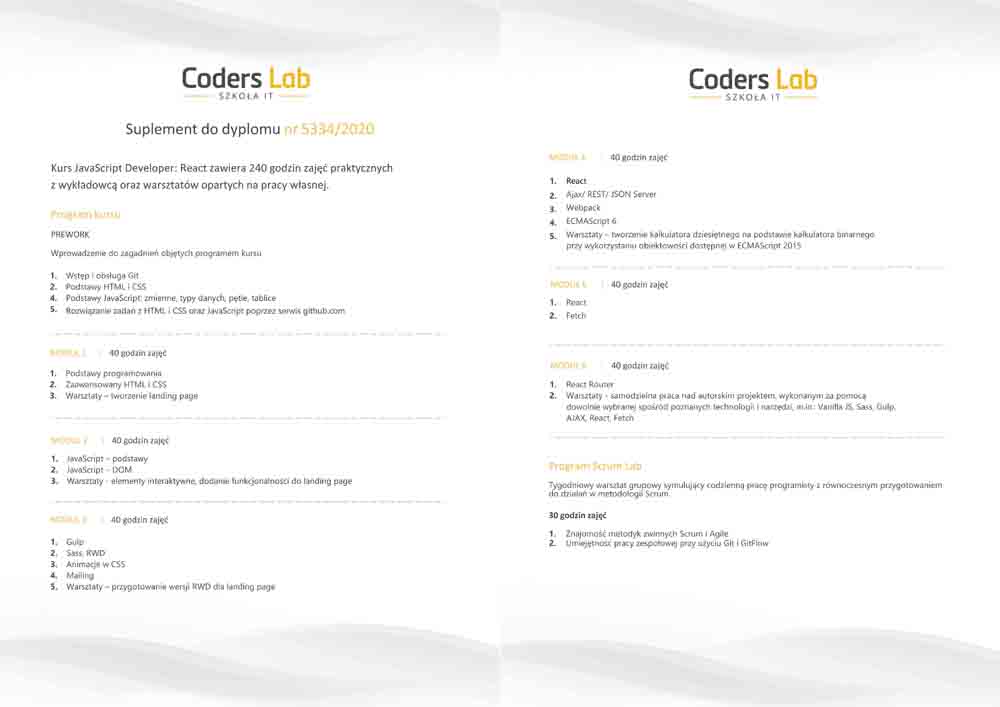 Coders Lab
SZKOŁA IT
Suplement do dyplomu nr 5334/2020
Kurs JavaScript Developer: React zawiera 240 godzin zajęć praktycznych
z wykładowcą oraz warsztatów opartych na pracy własnej.
Program kursu
PREWORK
Wprowadzenie do zagadnień objętych programem kursu
1. Wstęp i obsługa Git
2. Podstawy HTML i CSS
4. Podstawy JavaScript: zmienne, typy danych, pętle, tablice
5. Rozwiązanie zadań z HTML i CSS oraz JavaScript poprzez serwis github.com
MODUŁ 1 | 40 godzin zajęć
1. Podstawy programowania
2. Zaawansowany HTML i CSS
3. Warsztaty – tworzenie landing page
MODUŁ 2 | 40 godzin zajęć
1. JavaScript – podstawy
2. JavaScript – DOM
3. Warsztaty - elementy interaktywne, dodanie funkcjonalności do landing page
MODUŁ 3 | 40 godzin zajęć
1. Gulp
2. Sass, RWD
3. Animacje w CSS
4. Mailing
5. Warsztaty – przygotowanie wersji RWD dla landing page
Coders Lab
SZKOŁA IT
MODUŁ 4 | 40 godzin zajęć
1. React
2. Ajax/ REST/ JSON Server
3. Webpack
4. ECMAScript 6
5. Warsztaty – tworzenie kalkulatora dziesiętnego na podstawie kalkulatora binarnego
przy wykorzystaniu obiektowości dostępnej w ECMAScript 2015
MODUŁ 5 | 40 godzin zajęć
1. React
2. Fetch
MODUŁ 6 | 40 godzin zajęć
1. React Router
2. Warsztaty - samodzielna praca nad autorskim projektem, wykonanym za pomocą
dowolnie wybranej spośród poznanych technologii i narzędzi, m.in.: Vanilla JS, Sass, Gulp,
AJAX, React, Fetch
Program Scrum Lab
Tygodniowy warsztat grupowy symulujący codzienną pracę programisty z równoczesnym przygotowaniem
do działań w metodologii Scrum.
30 godzin zajęć
1. Znajomość metodyk zwinnych Scrum i Agile
2. Umiejętność pracy zespołowej przy użyciu Git i GitFlow